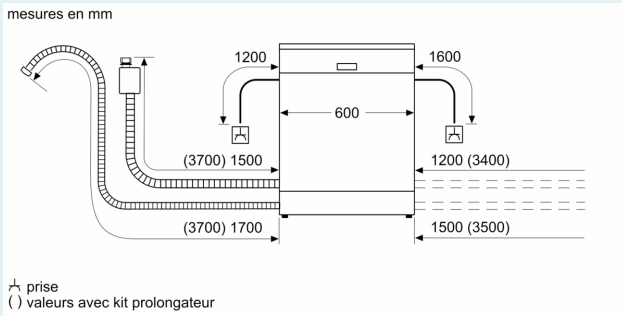 mesures en mm
1200
1600
600
(3700) 1500
1200 (3400)
(3700) 1700
1500 (3500)
prise
( ) valeurs avec kit prolongateur